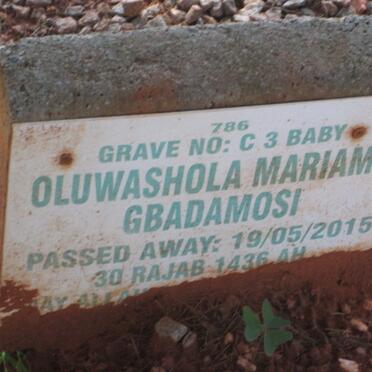 786
GRAVE NO: C 3 BABY
OLUWASHOLA MARIAM
GBADAMOSI
PASSED AWAY: 19/05/2015
30 RAJAB 1436 AH